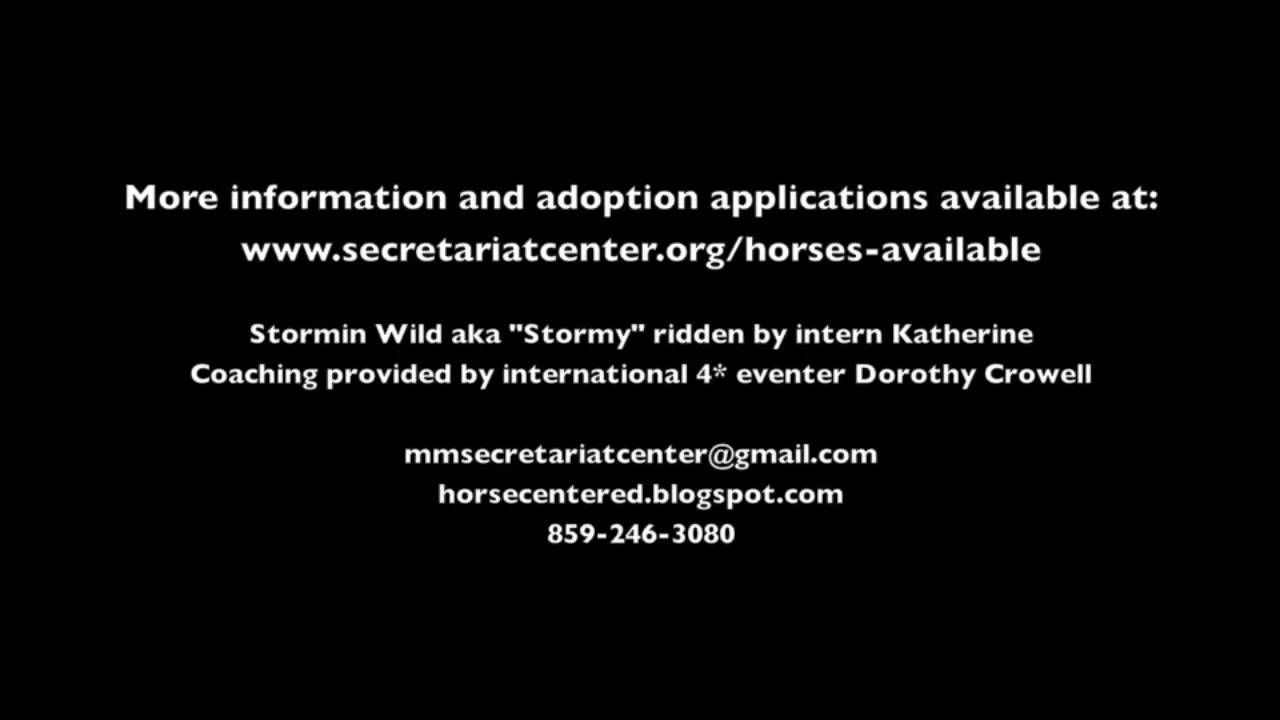 More information and adoption applications available at:
www.secretariatcenter.org/horses-available
Stormin Wild aka "Stormy" ridden by intern Katherine
Coaching provided by international 4* eventer Dorothy Crowell
mmsecretariatcenter@gmail.com
horsecentered.blogspot.com
859-246-3080